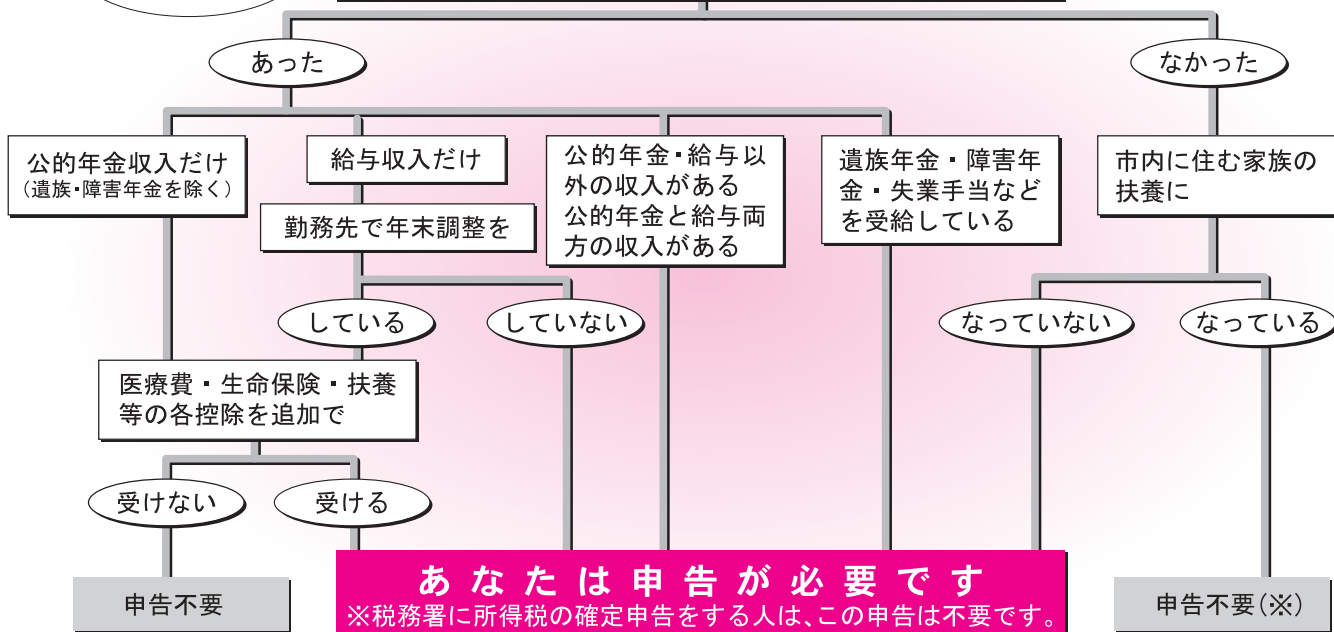 あった
なかった
公的年金収入だけ
(遺族・障害年金を除く)
給与収入だけ
勤務先で年末調整を
公的年金・給与以
外の収入がある
公的年金と給与両
方の収入がある
遺族年金・障害年
金・失業手当など
を受給している
市内に住む家族の
扶養に
している
していない
なっていない
なっている
医療費・生命保険・扶養
等の各控除を追加で
受けない
受ける
申告不要
あなたは申告が必要です
※税務署に所得税の確定申告をする人は、この申告は不要です。
申告不要(※)